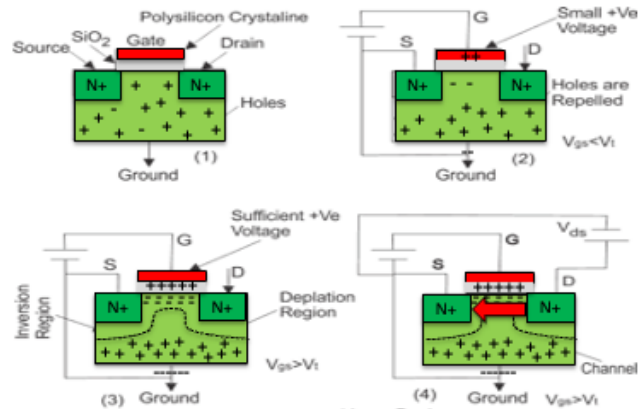 Polysilicon Crystaline
SiO2
Gate
Source
Drain
N+
N+
Holes
(1)
Ground
G
Small +Ve
Voltage
S
D
N+
N+
Holes are
Repelled
Vgs<Vt
(2)
Ground
Sufficient +Ve
Voltage
G
S
D
N+
N+
Inversion
Region
Deplation
Region
Vgs>Vt
(3)
Ground
G
Vds
S
D
N+
N+
Channel
(4)
Vgs>Vt
Ground